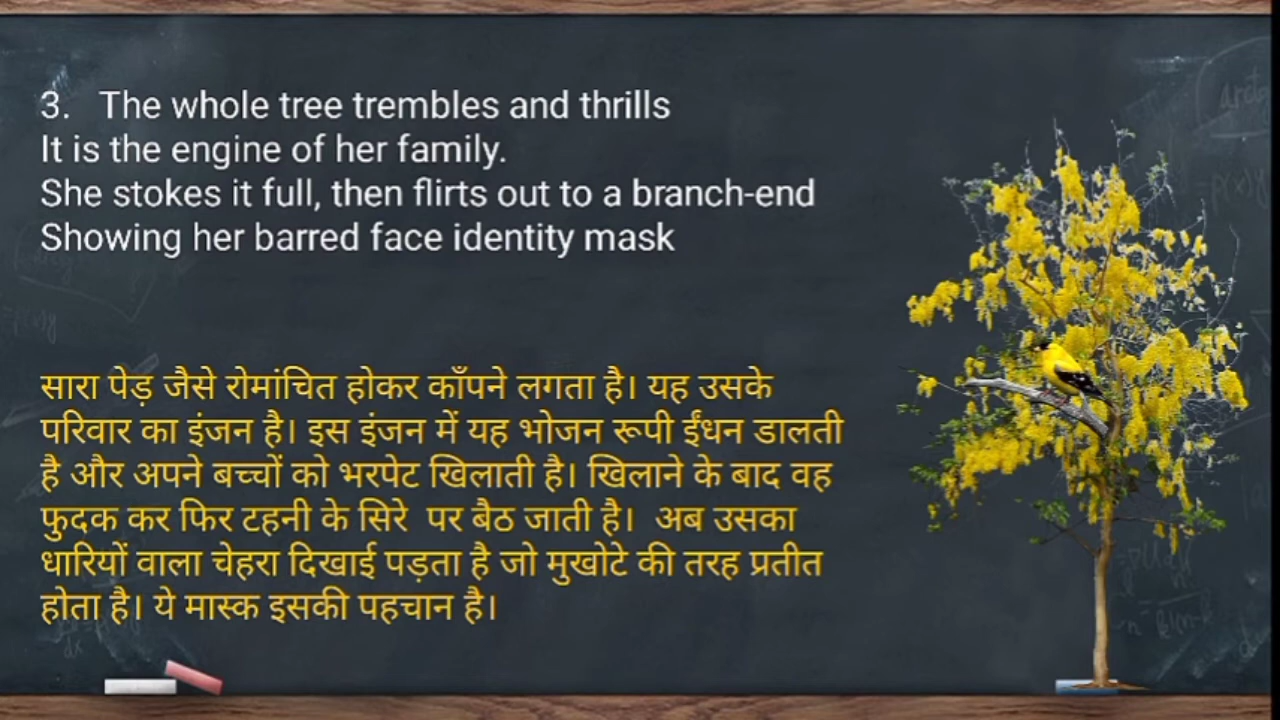 3. The whole tree trembles and thrills
It is the engine of her family.
She stokes it full, then flirts out to a branch-end
Showing her barred face identity mask
सारा पेड़ जैसे रोमांचित होकर काँपने लगता है। यह उसके
परिवार का इंजन है। इस इंजन में यह भोजन रूपी ईंधन डालती
है और अपने बच्चों को भरपेट खिलाती है। खिलाने के बाद वह
फुदक कर फिर टहनी के सिरे पर बैठ जाती है। अब उसका
धारियों वाला चेहरा दिखाई पड़ता है जो मुखोटे की तरह प्रतीत
होता है। ये मास्क इसकी पहचान है।